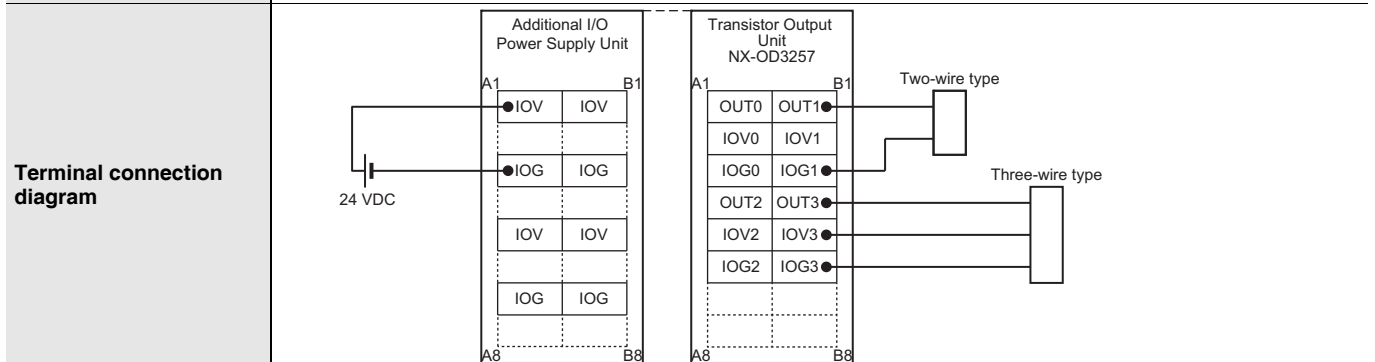 Terminal connection
diagram
24 VDC
Additional I/O
Power Supply Unit
A1
B1
IOV IOV
IOG IOG
IOV IOV
IOG IOG
A8
B8
Transistor Output
Unit
NX-OD3257
A1
B1
OUT0 OUT1
IOV0 IOV1
IOG0 IOG1
OUT2 OUT3
IOV2 IOV3
IOG2 IOG3
A8
B8
Two-wire type
Three-wire type